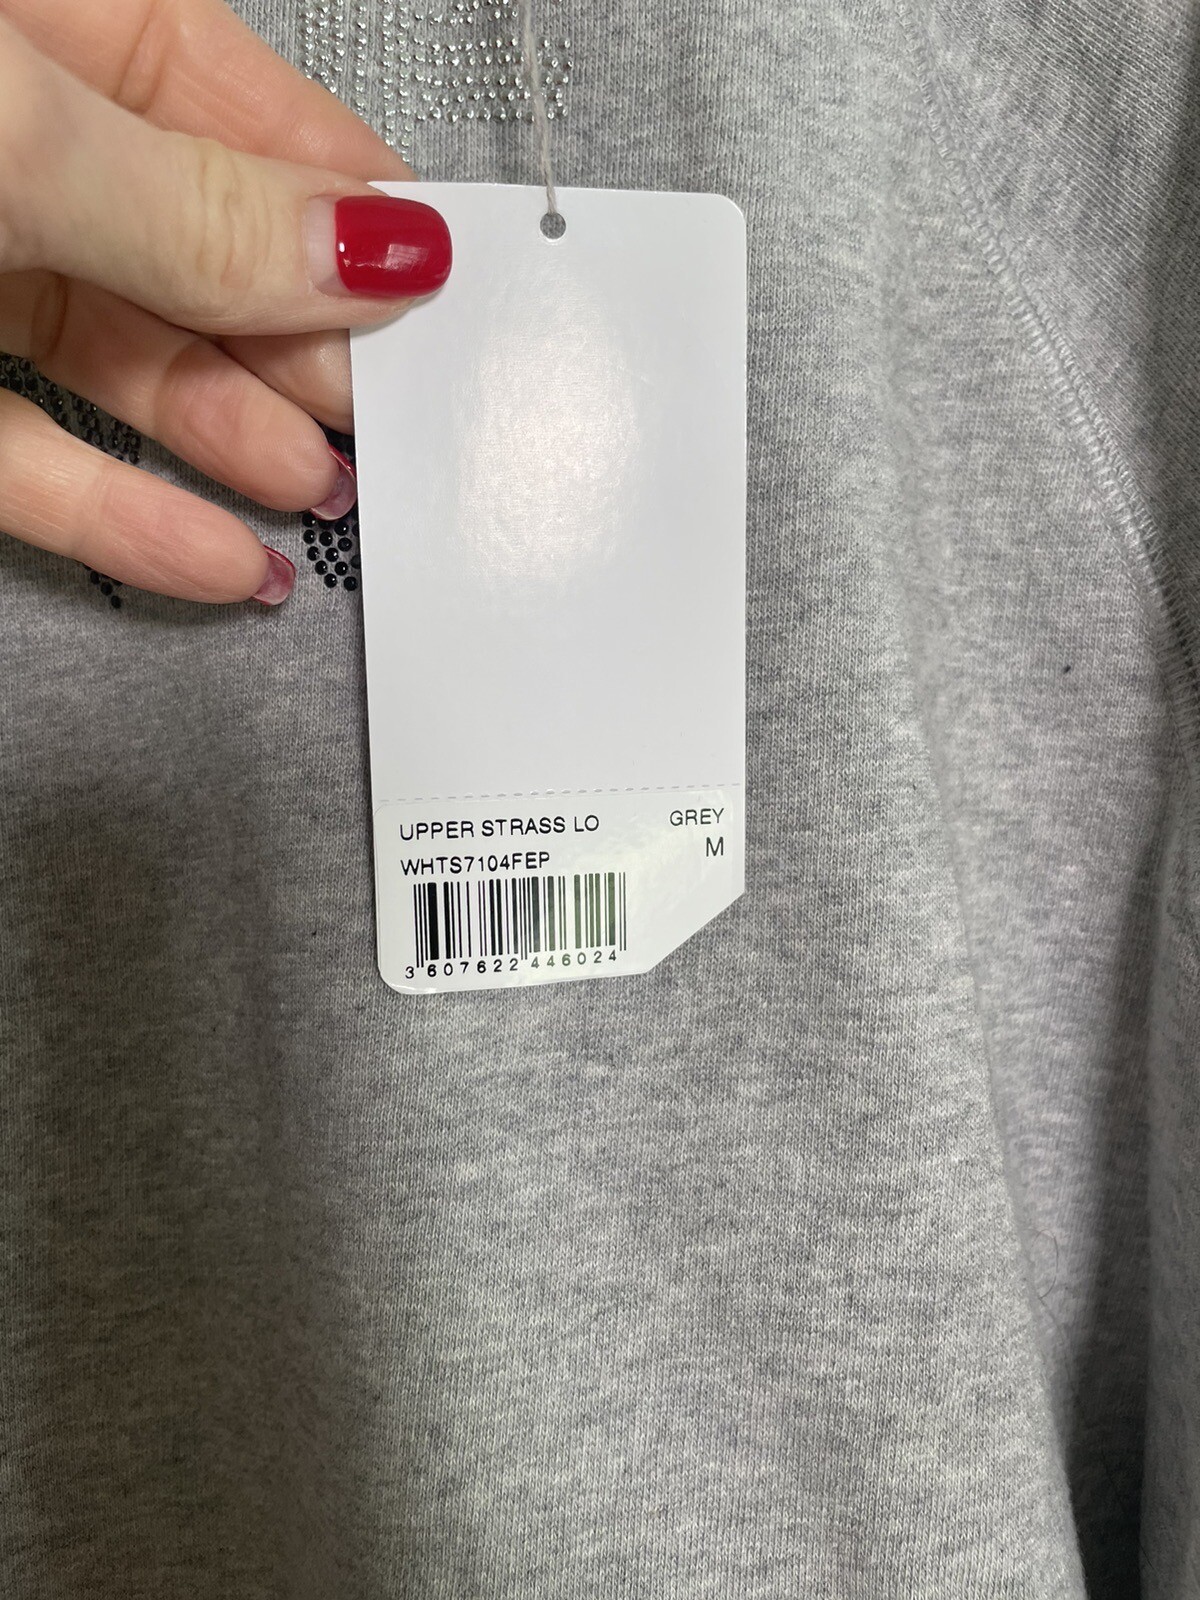 UPPER STRASS LO GREY
WHTS7104FEP M
3 607622 446024